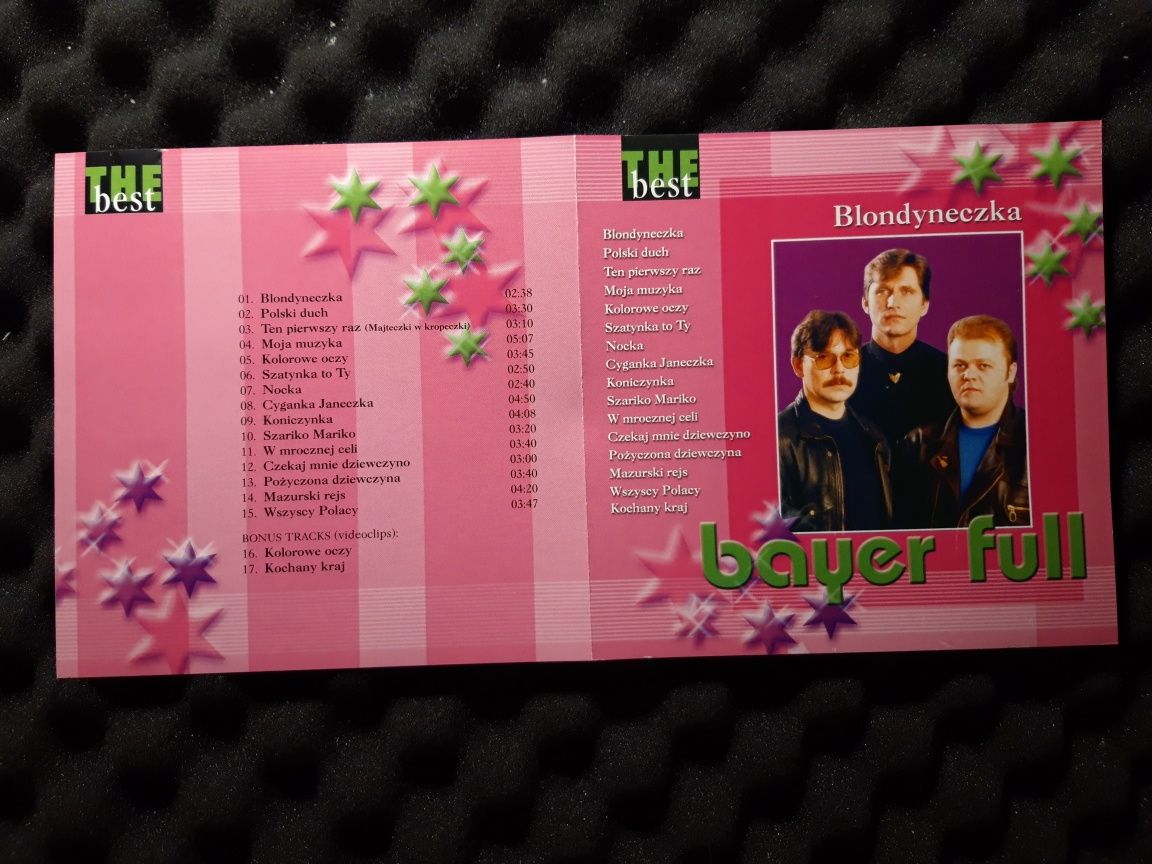 THE
best
01. Blondyneczka 02:38
02. Polski duch 03:30
03. Ten pierwszy raz (Majteczki w kropeczki) 03:10
04. Moja muzyka 05:07
05. Kolorowe oczy 03:45
06. Szatynka to Ty 02:50
07. Nocka 02:40
08. Cyganka Janeczka 04:50
09. Koniczynka 04:08
10. Szariko Mariko 03:20
11. W mrocznej celi 03:40
12. Czekaj mnie dziewczyno 03:00
13. Pożyczona dziewczyna 03:40
14. Mazurski rejs 04:20
15. Wszyscy Polacy 03:47
BONUS TRACKS (videoclips):
16. Kolorowe oczy
17. Kochany kraj
THE
best
Blondyneczka
Blondyneczka
Polski duch
Ten pierwszy raz
Moja muzyka
Kolorowe oczy
Szatynka to Ty
Nocka
Cyganka Janeczka
Koniczynka
Szariko Mariko
W mrocznej celi
Czekaj mnie dziewczyno
Pożyczona dziewczyna
Mazurski rejs
Wszyscy Polacy
Kochany kraj
bayer full